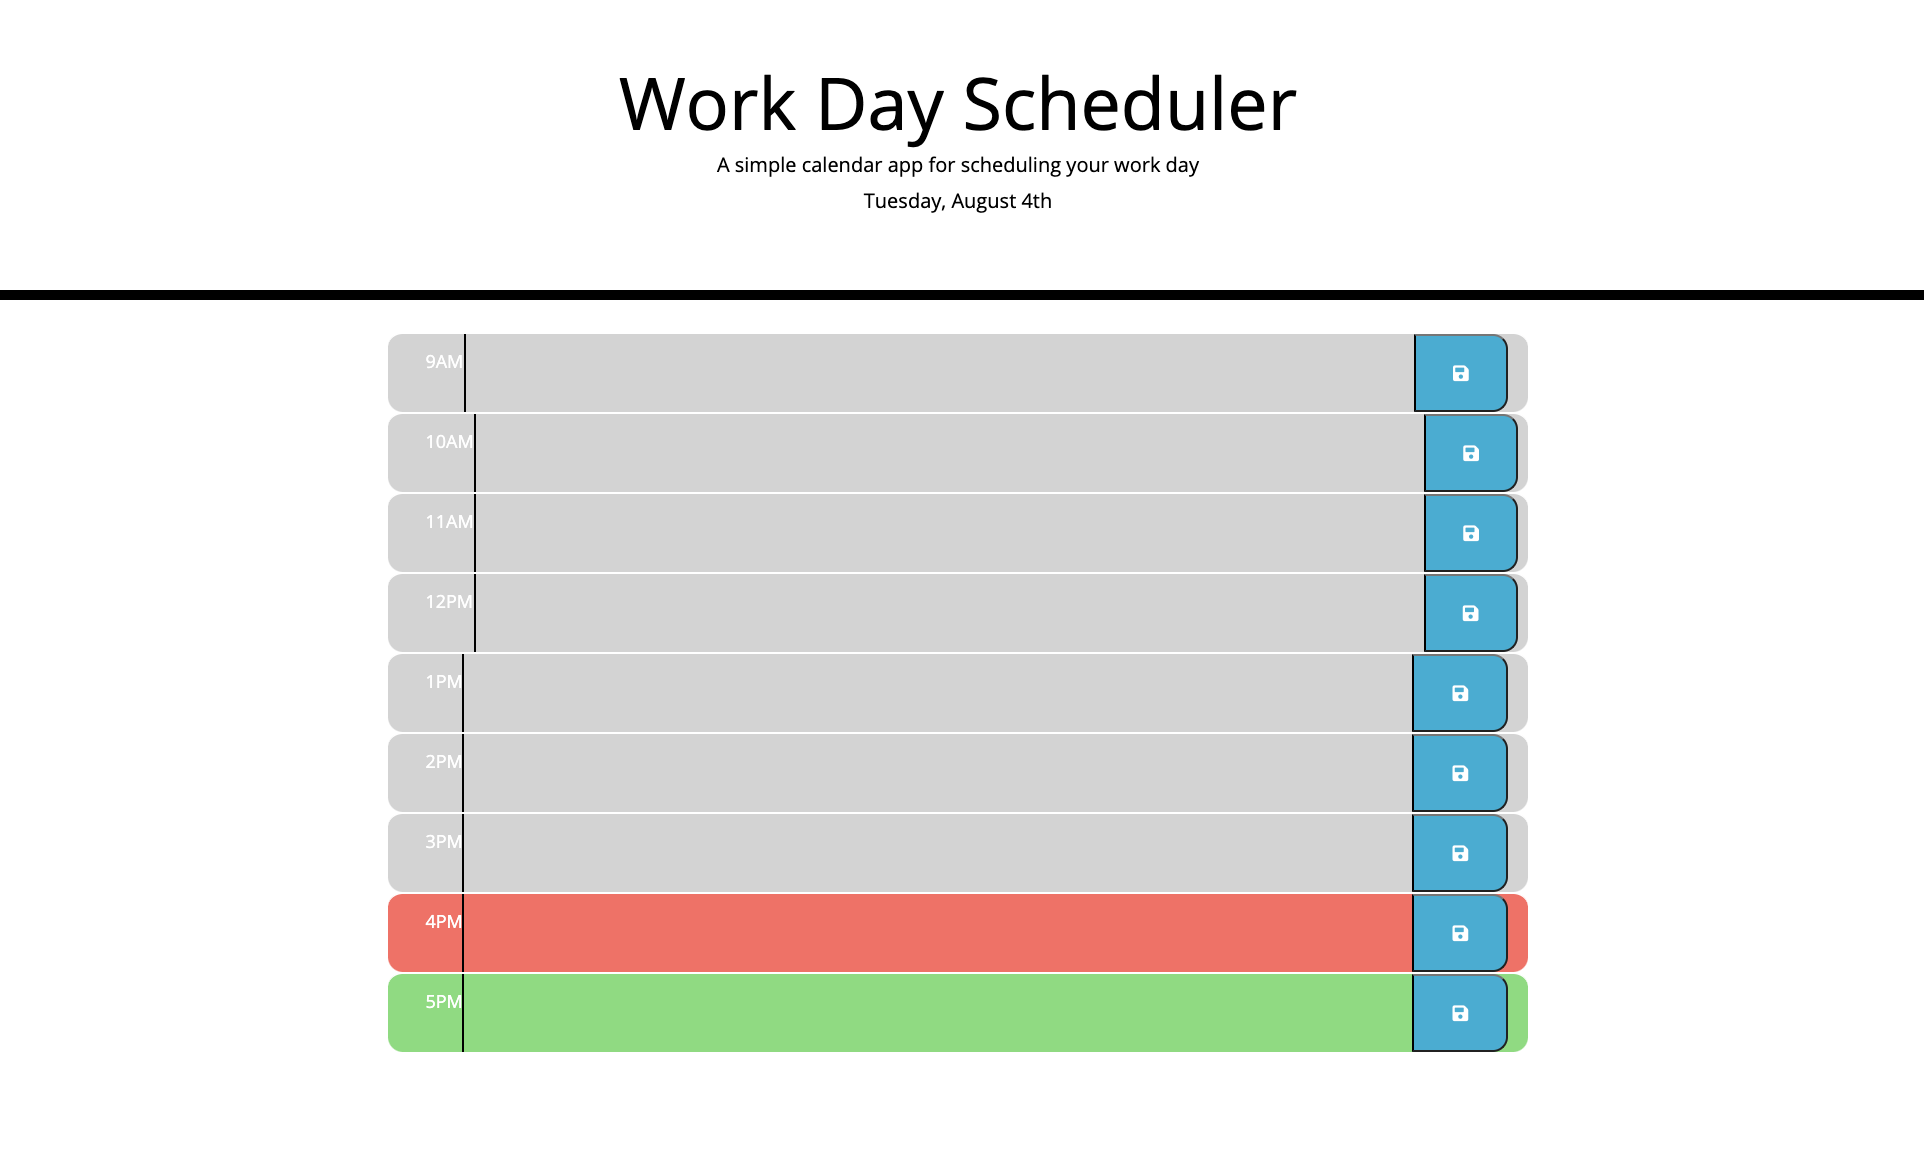 Work Day Scheduler
A simple calendar app for scheduling your work day
Tuesday, August 4th
9AM
10AM
11AM
12PM
1PM
2PM
3PM
4PM
5PM